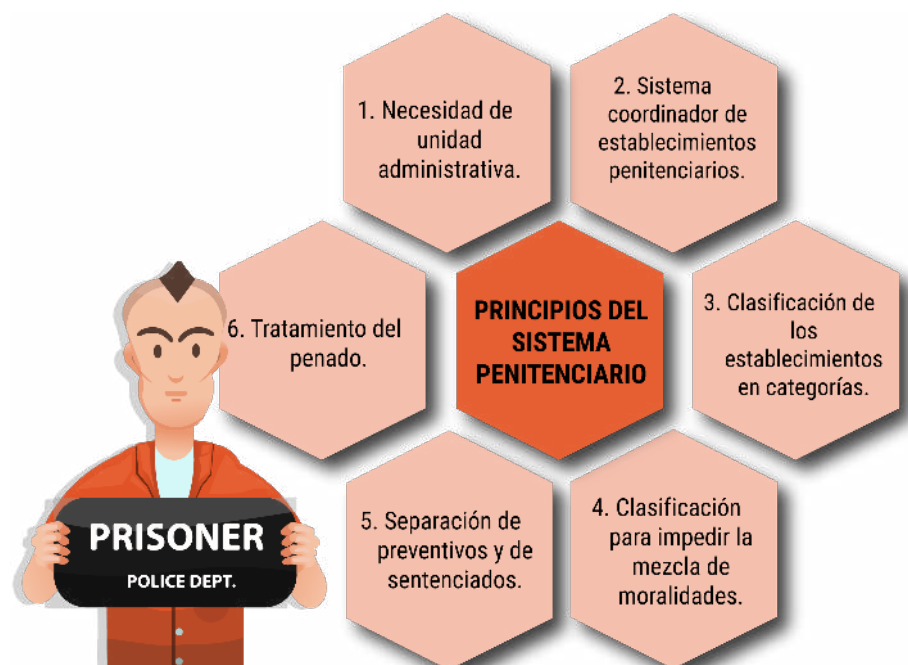 1. Necesidad de
unidad
administrativa.
2. Sistema
coordinador de
establecimientos
penitenciarios.
PRINCIPIOS DEL
SISTEMA
PENITENCIARIO
3. Clasificación de
los
establecimientos
en categorías.
4. Clasificación
para impedir la
mezcla de
moralidades.
5. Separación de
preventivos y de
sentenciados.
6. Tratamiento del
penado.
PRISONER
POLICE DEPT.